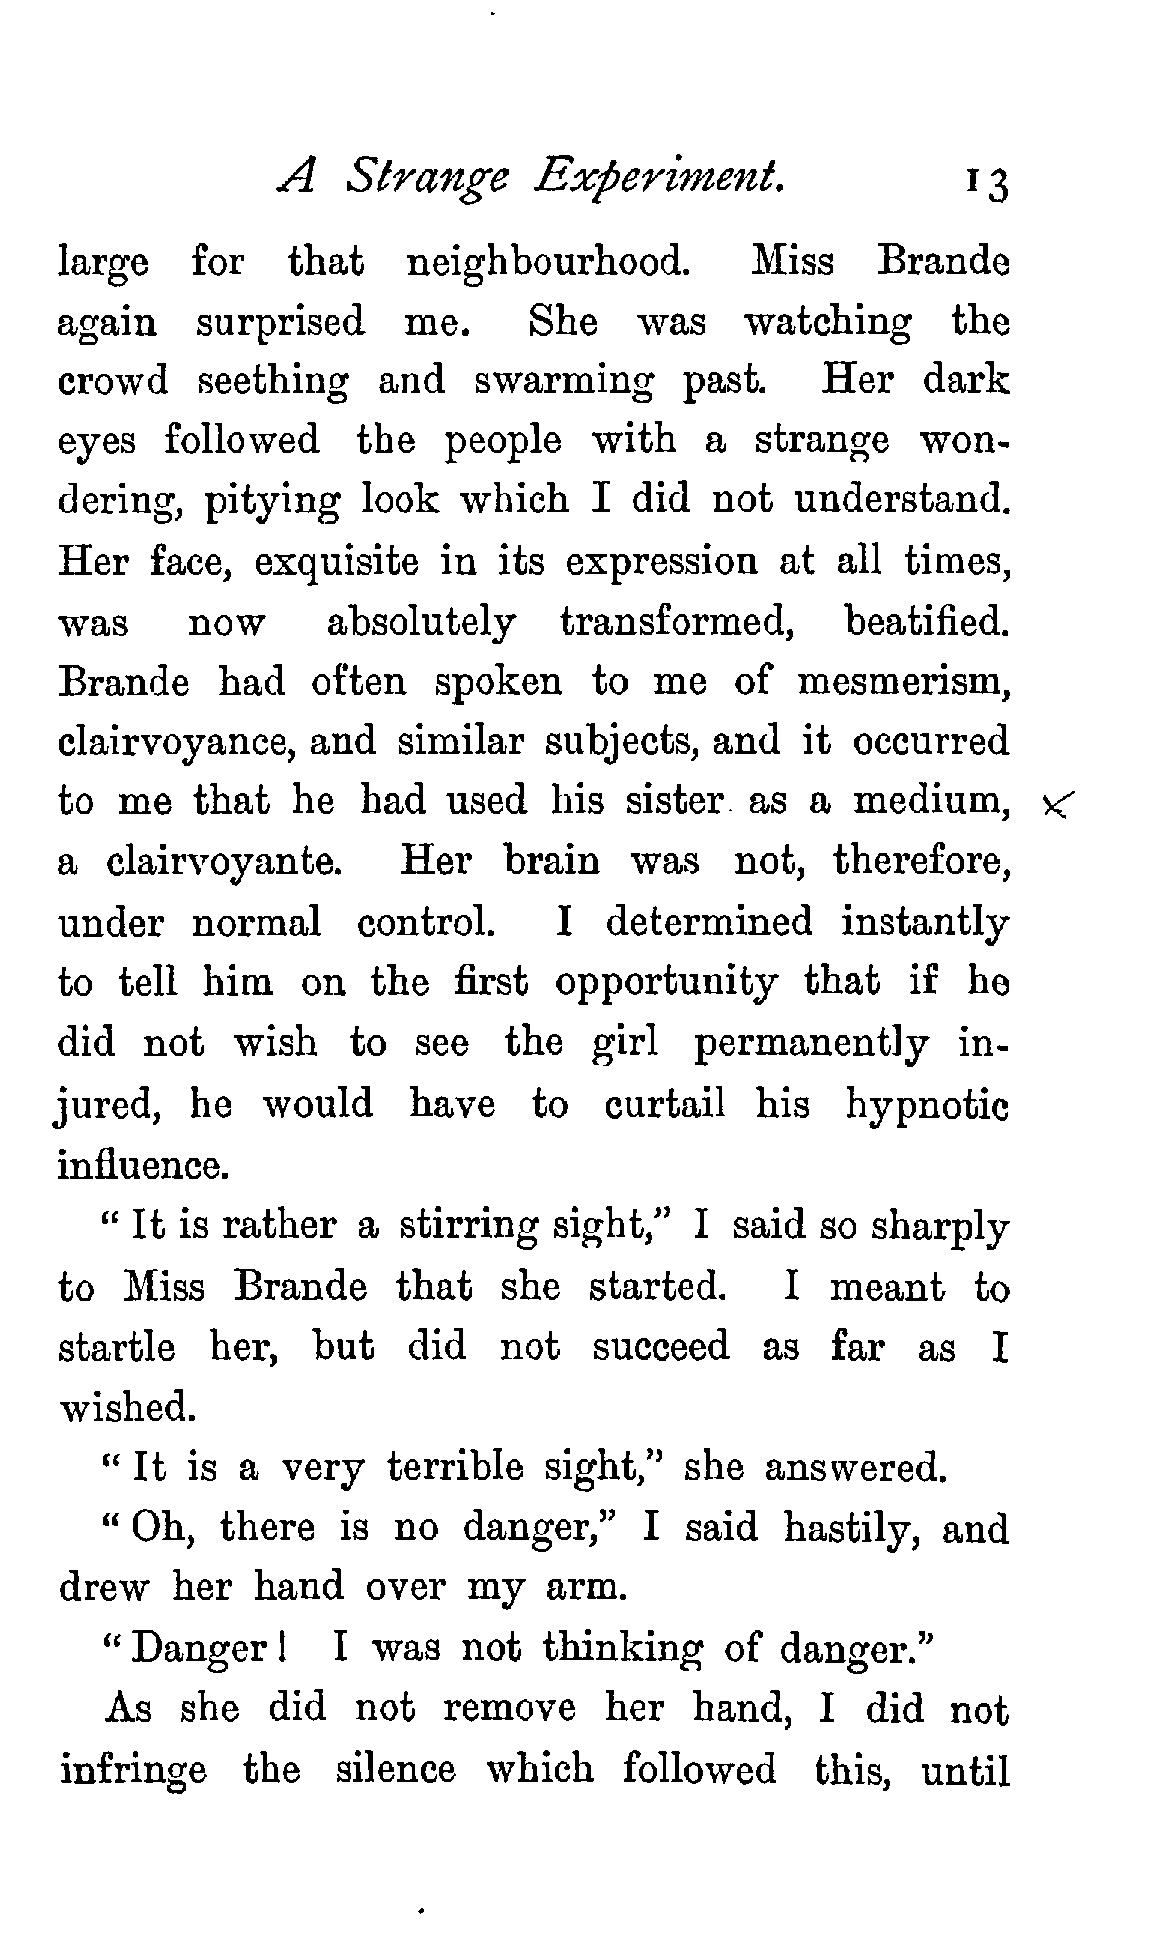 A Strange Experiment. 13
large for that neighbourhood. Miss Brande
again surprised me. She was watching the
crowd seething and swarming past. Her dark
eyes followed the people with a strange won-
dering, pitying look which I did not understand.
Her face, exquisite in its expression at all times,
was now absolutely transformed, beatified.
Brande had often spoken to me of mesmerism,
clairvoyance, and similar subjects, and it occurred
to me that he had used his sister as a medium,
a clairvoyante. Her brain was not, therefore,
under normal control. I determined instantly
to tell him on the first opportunity that if he
did not wish to see the girl permanently in-
jured, he would have to curtail his hypnotic
influence.
“ It is rather a stirring sight,” I said so sharply
to Miss Brande that she started. I meant to
startle her, but did not succeed as far as I
wished.
“ It is a very terrible sight,” she answered.
“ Oh, there is no danger,” I said hastily, and
drew her hand over my arm.
“ Danger ! I was not thinking of danger.”
As she did not remove her hand, I did not
infringe the silence which followed this, until